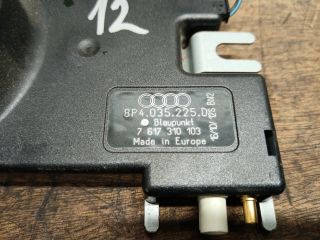 12
8P4.035.225.D
Blaupunkt
7 617 310 103
Made in Europe